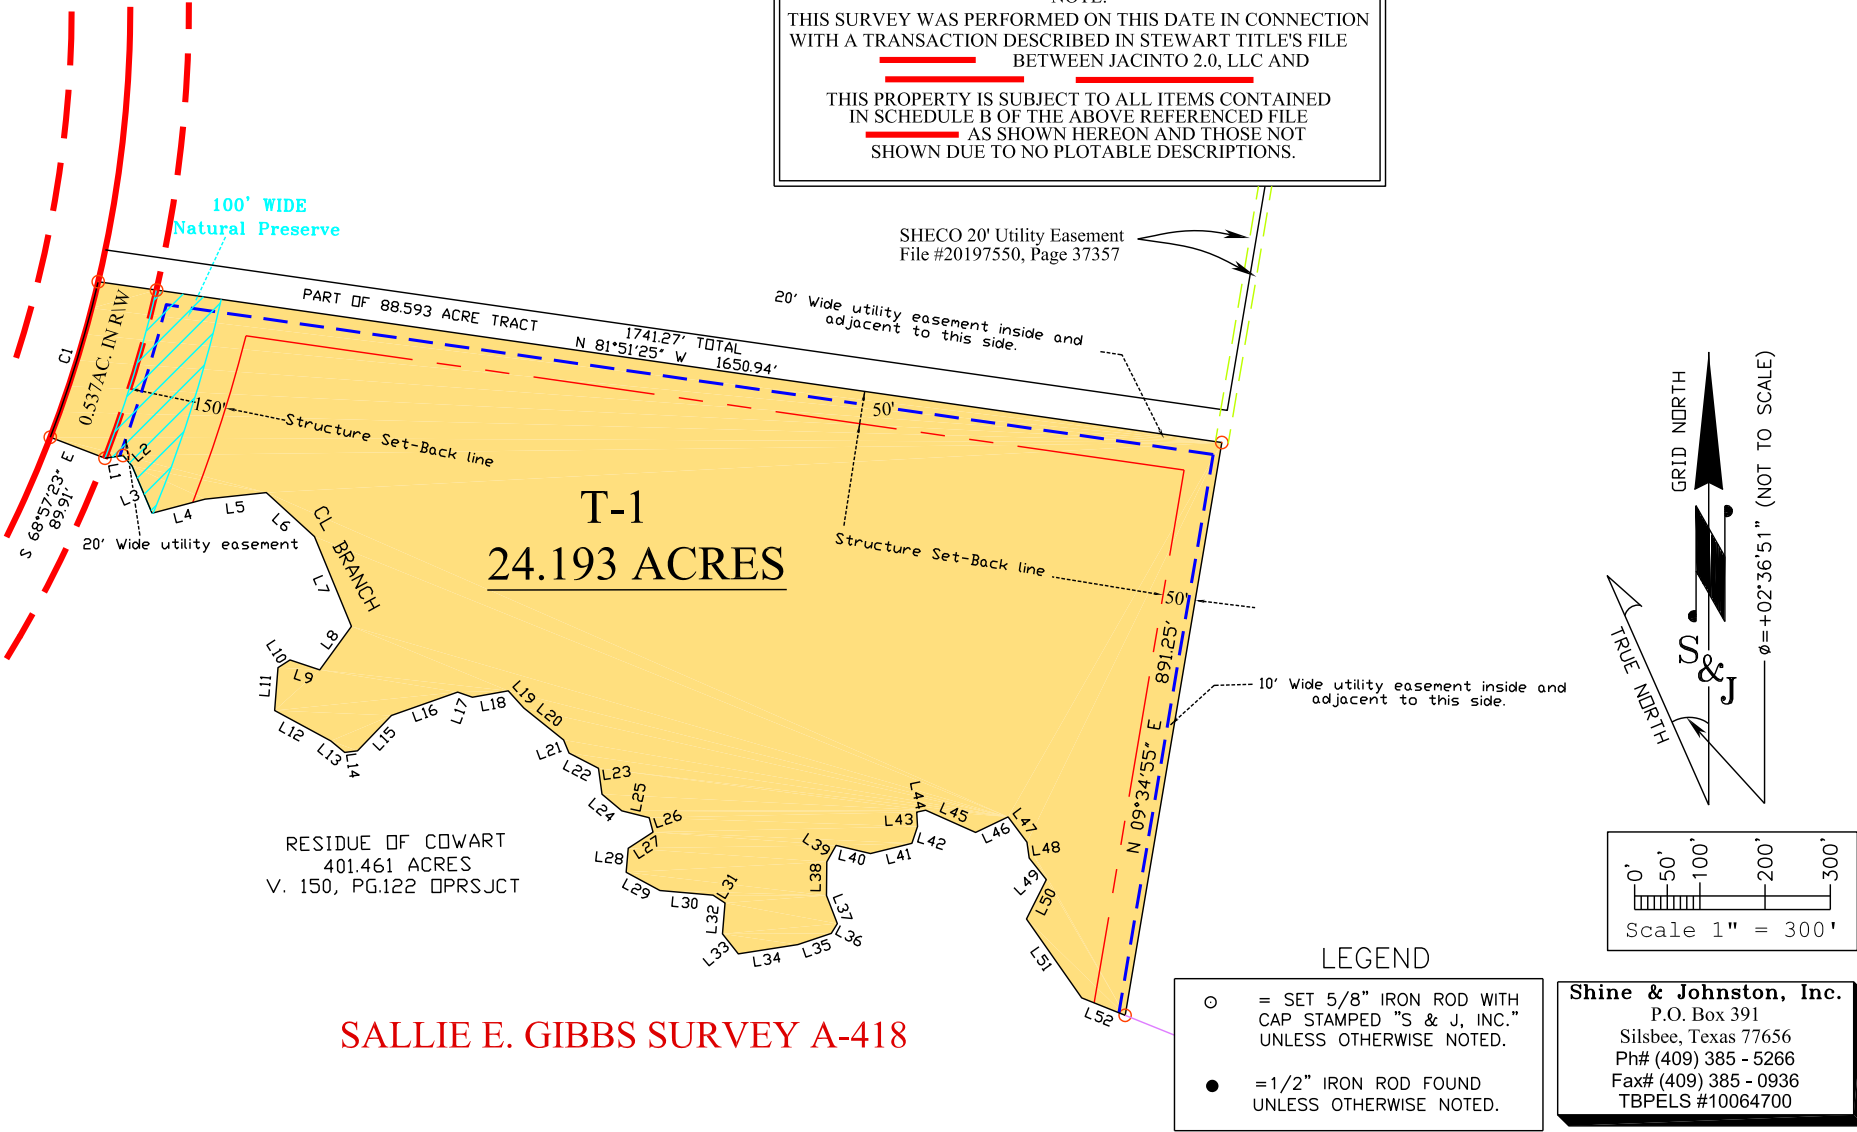 NOTE:
THIS SURVEY WAS PERFORMED ON THIS DATE IN CONNECTION
WITH A TRANSACTION DESCRIBED IN STEWART TITLE'S FILE
BETWEEN JACINTO 2.0, LLC AND
THIS PROPERTY IS SUBJECT TO ALL ITEMS CONTAINED
IN SCHEDULE B OF THE ABOVE REFERENCED FILE
AS SHOWN HEREON AND THOSE NOT
SHOWN DUE TO NO PLOTABLE DESCRIPTIONS.
100' WIDE
Natural Preserve
SHECO 20' Utility Easement
File #20197550, Page 37357
20' Wide utility easement inside and
adjacent to this side.
PART OF 88.593 ACRE TRACT
1741.27' TOTAL
N 81°51'25" W 1650.94'
C1
0.537AC. IN R\W
150'
Structure Set-Back line
50'
L1
L2
L3
L4
L5
L6
S 68°57'23" E
89.91'
20' Wide utility easement
CL BRANCH
T-1
24.193 ACRES
Structure Set-Back line
50'
891.25'
N 09°34'55" E
10' Wide utility easement inside and
adjacent to this side.
L7
L8
L9
L10
L11
L12
L13
L14
L15
L16
L17
L18
L19
L20
L21
L22
L23
L24
L25
L26
L27
L28
L29
L30
L31
L32
L33
L34
L35
L36
L37
L38
L39
L40
L41
L42
L43
L44
L45
L46
L47
L48
L49
L50
L51
L52
RESIDUE OF COWART
401.461 ACRES
V. 150, PG.122 OPRSJCT
SALLIE E. GIBBS SURVEY A-418
GRID NORTH
TRUE NORTH
S&J
ø=+02°36'51" (NOT TO SCALE)
0'
50'
100'
200'
300'
Scale 1" = 300'
LEGEND
= SET 5/8" IRON ROD WITH
CAP STAMPED "S & J, INC."
UNLESS OTHERWISE NOTED.
=1/2" IRON ROD FOUND
UNLESS OTHERWISE NOTED.
Shine & Johnston, Inc.
P.O. Box 391
Silsbee, Texas 77656
Ph# (409) 385 - 5266
Fax# (409) 385 - 0936
TBPELS #10064700